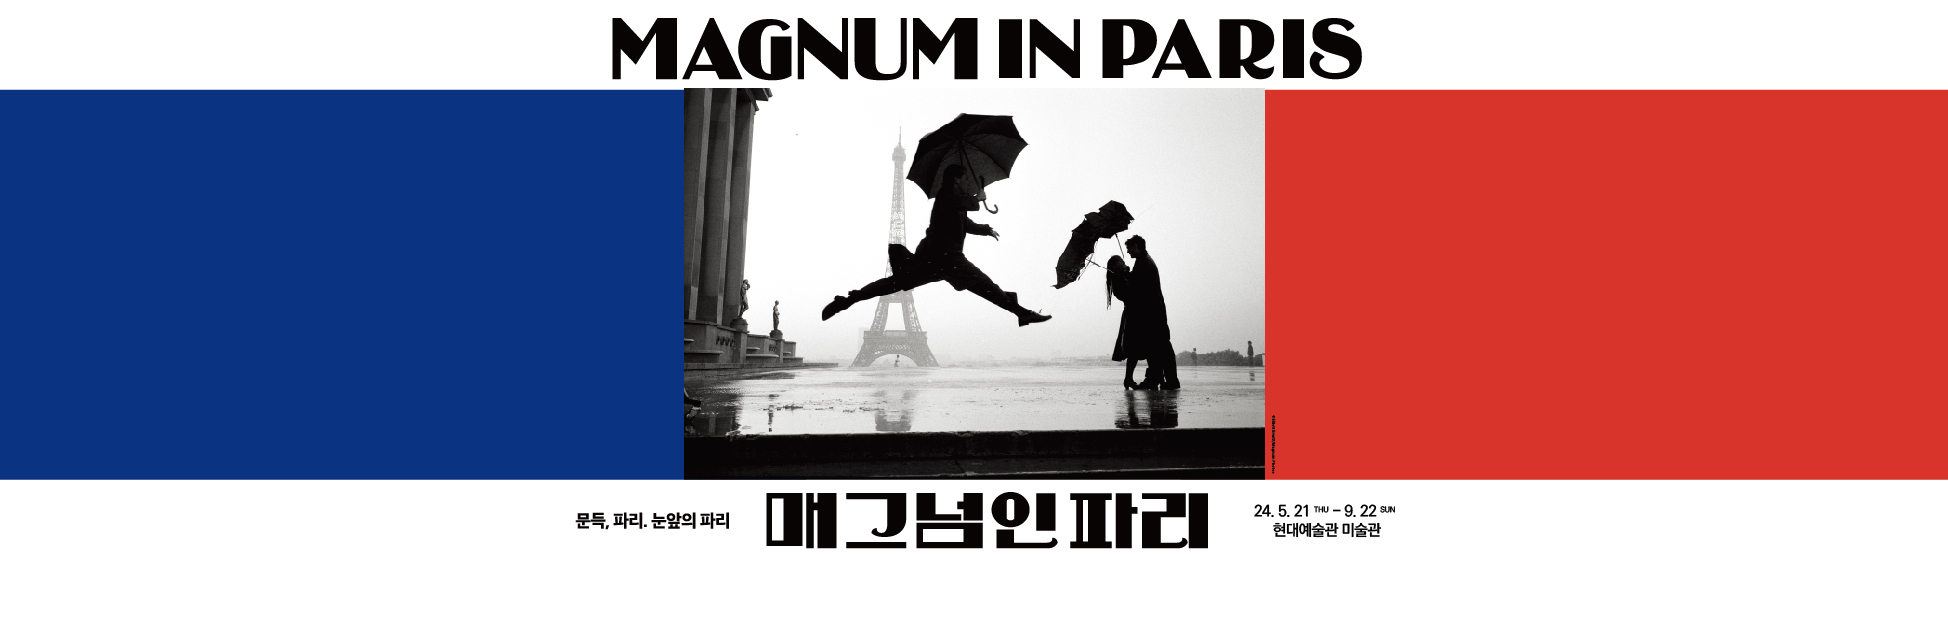 MAGNUM IN PARIS
문득, 파리. 눈앞의 파리
매그넘 인 파리
24. 5. 21 THU – 9. 22 SUN
현대예술관 미술관